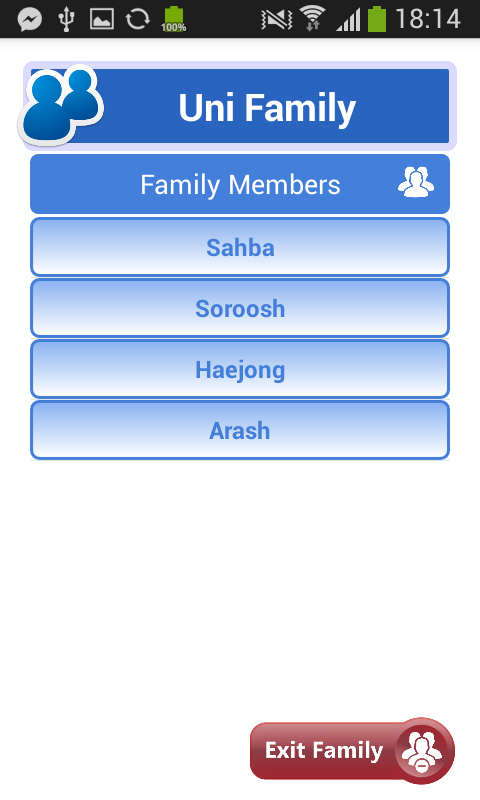 100%
18:14
Uni Family
Family Members
Sahba
Soroosh
Haejong
Arash
Exit Family